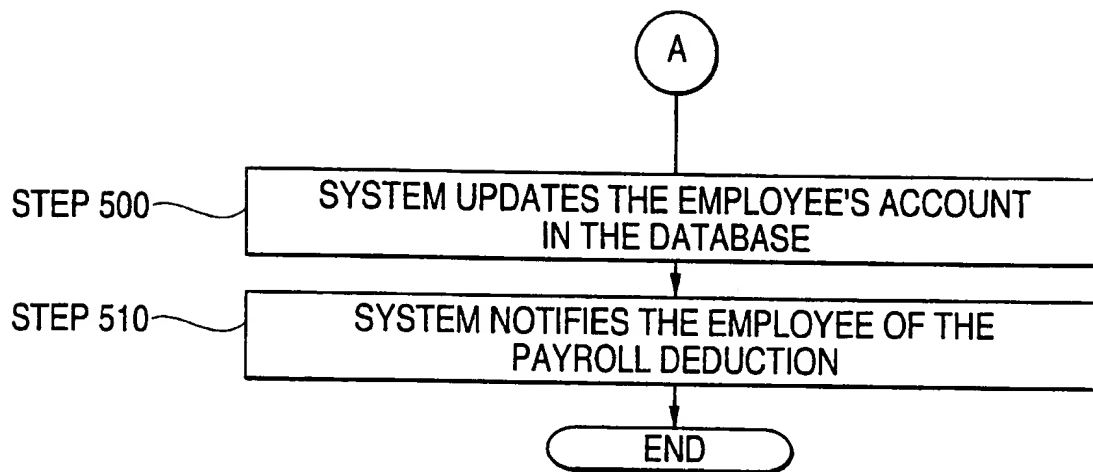 A
STEP 500
SYSTEM UPDATES THE EMPLOYEE'S ACCOUNT
IN THE DATABASE
STEP 510
SYSTEM NOTIFIES THE EMPLOYEE OF THE
PAYROLL DEDUCTION
END